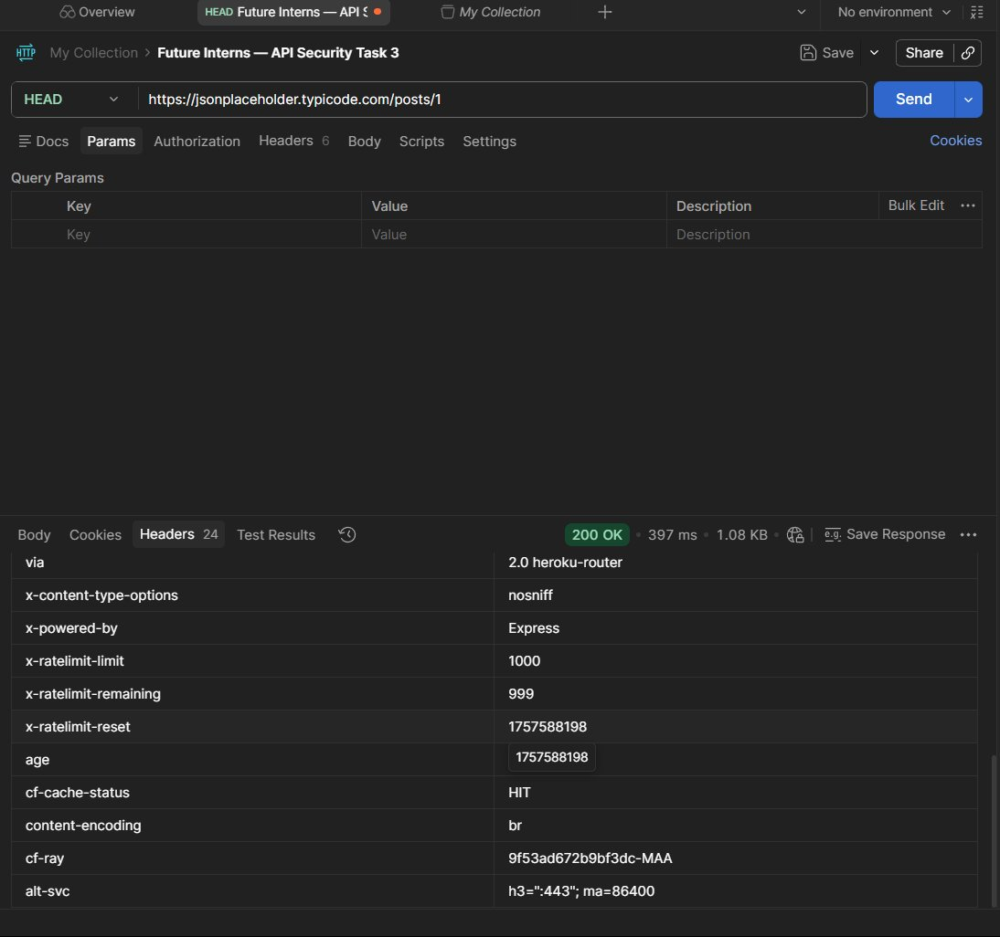 Overview HEAD Future Interns — API S My Collection No environment
HTTP My Collection > Future Interns — API Security Task 3 Save Share
HEAD https://jsonplaceholder.typicode.com/posts/1 Send
Docs Params Authorization Headers 6 Body Scripts Settings Cookies
Query Params
Key Value Description Bulk Edit
Key Value Description
Body Cookies Headers 24 Test Results 200 OK 397 ms 1.08 KB e.g. Save Response
via 2.0 heroku-router
x-content-type-options nosniff
x-powered-by Express
x-ratelimit-limit 1000
x-ratelimit-remaining 999
x-ratelimit-reset 1757588198
age 1757588198
cf-cache-status HIT
content-encoding br
cf-ray 9f53ad672b9bf3dc-MAA
alt-svc h3=":443"; ma=86400